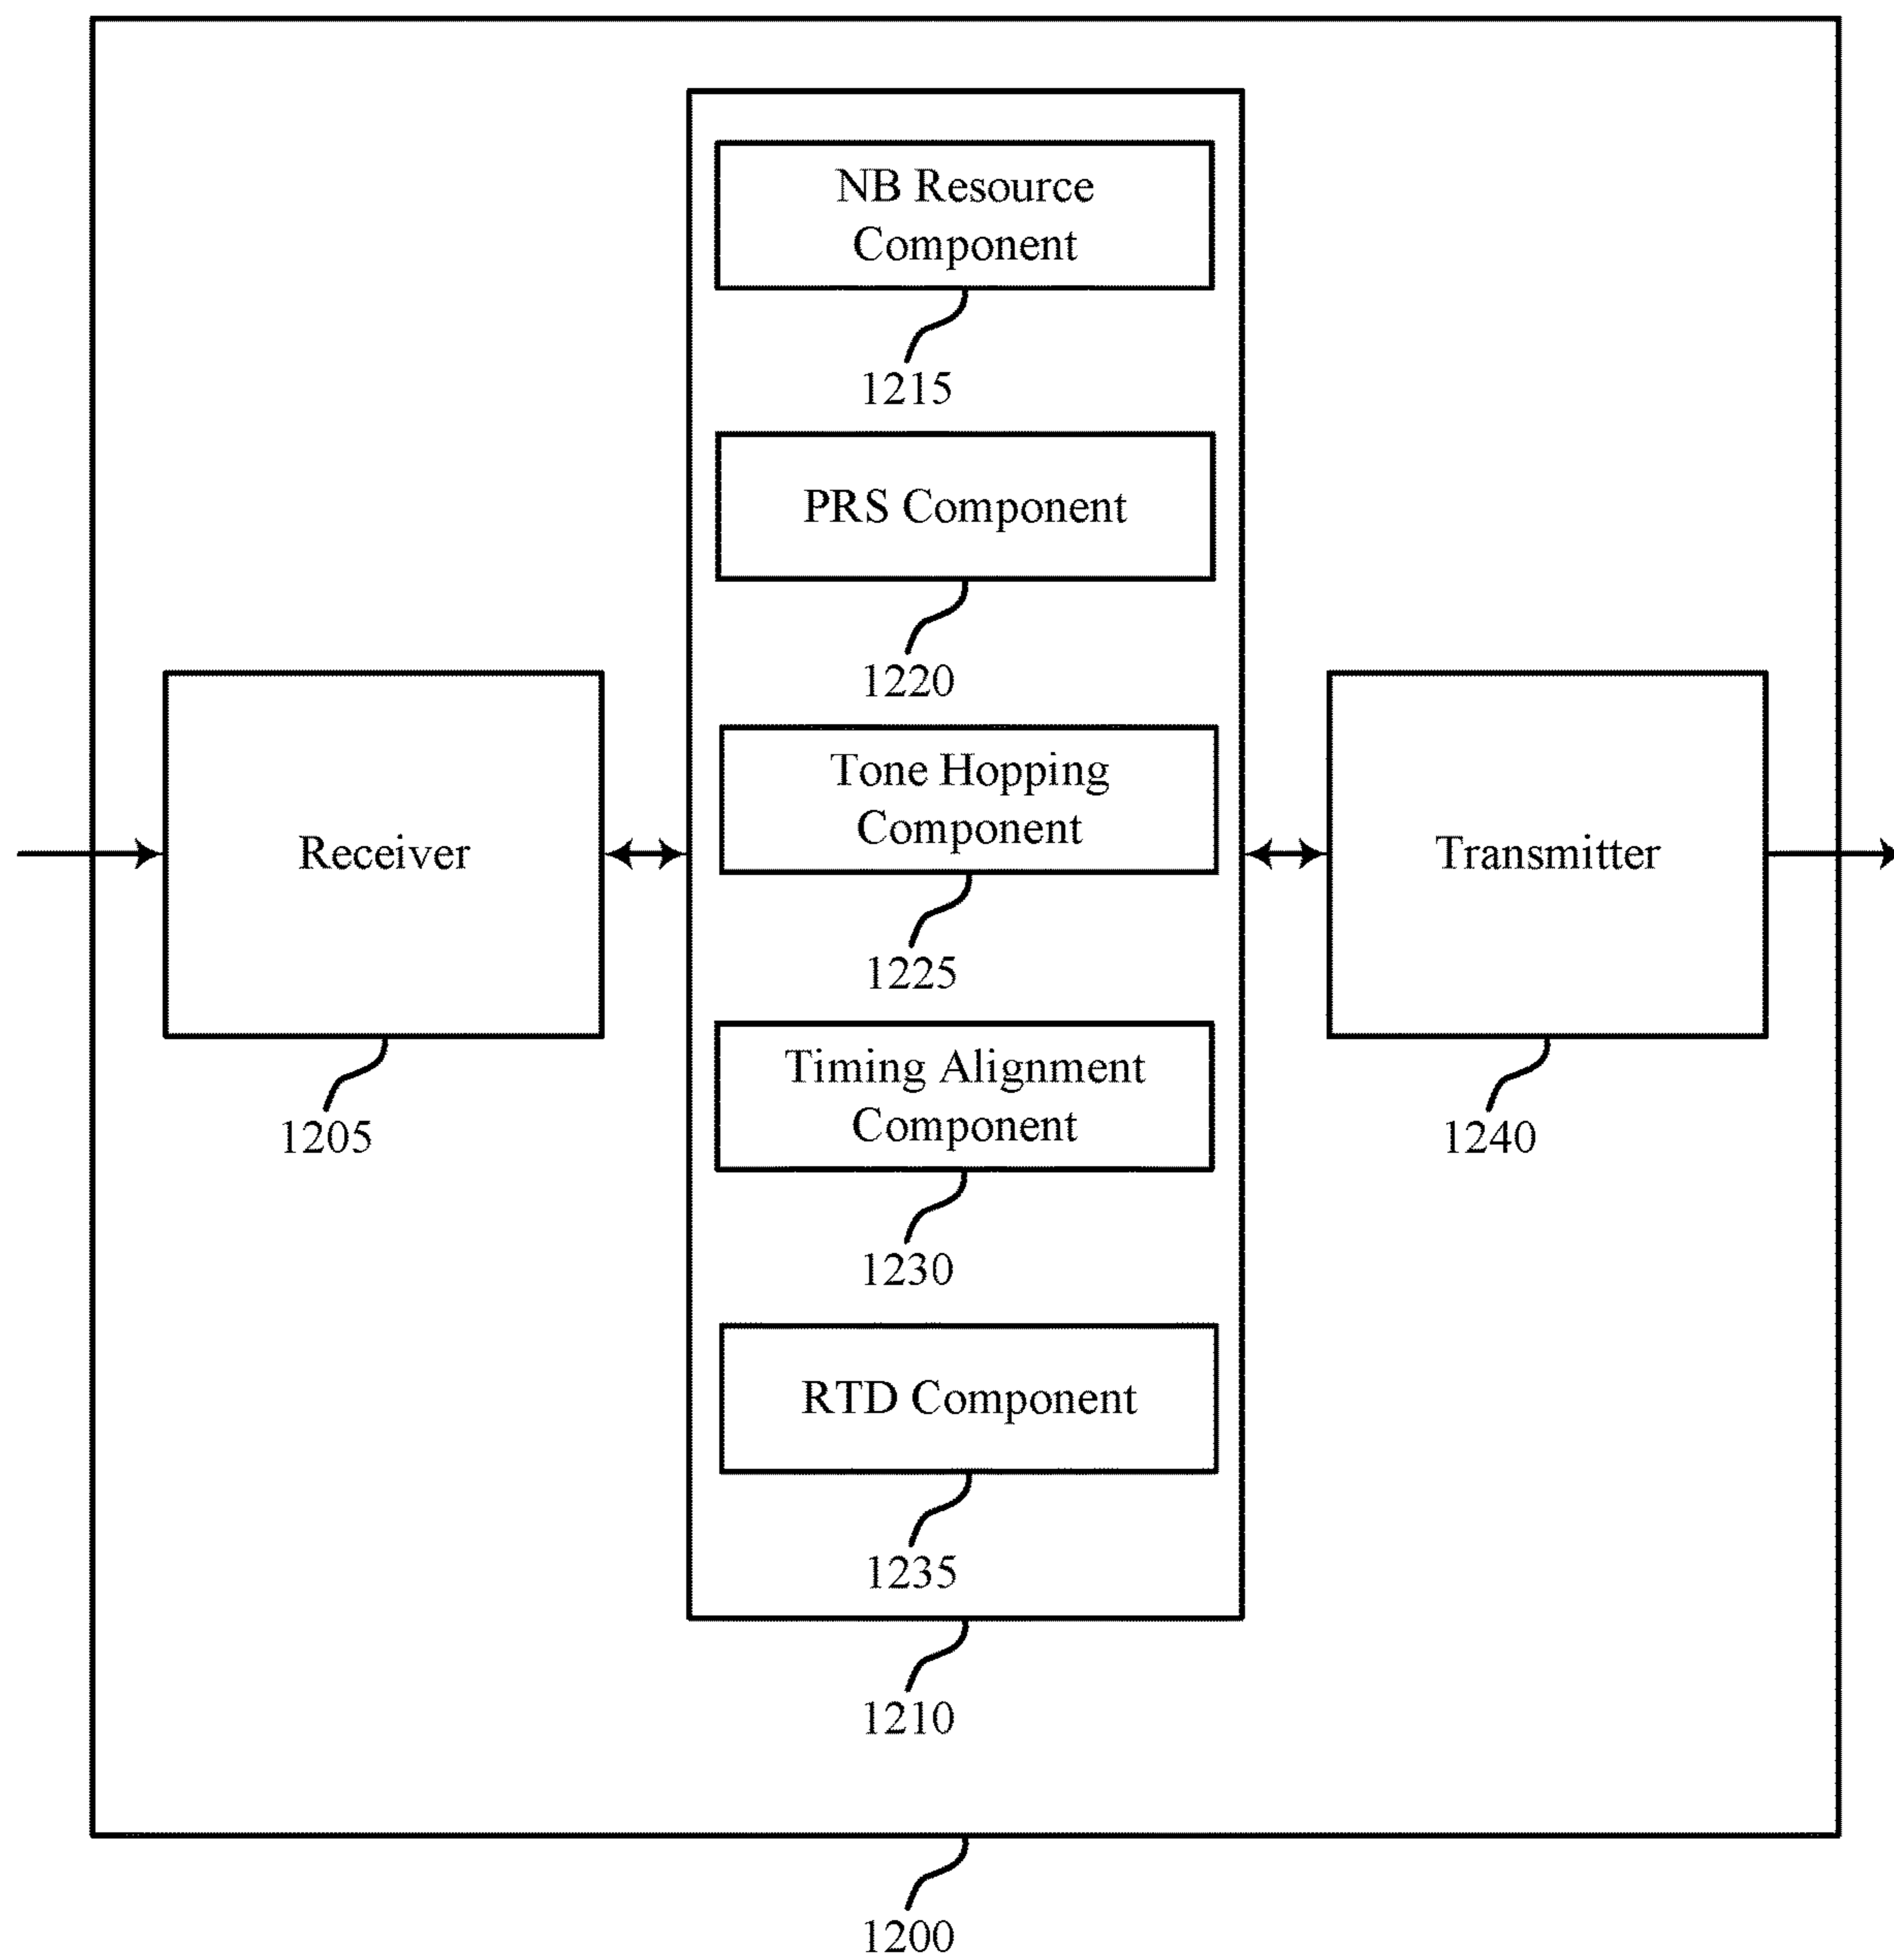 NB Resource
Component
1215
PRS Component
1220
Tone Hopping
Component
1225
Receiver
1205
Transmitter
1240
Timing Alignment
Component
1230
RTD Component
1235
1210
1200